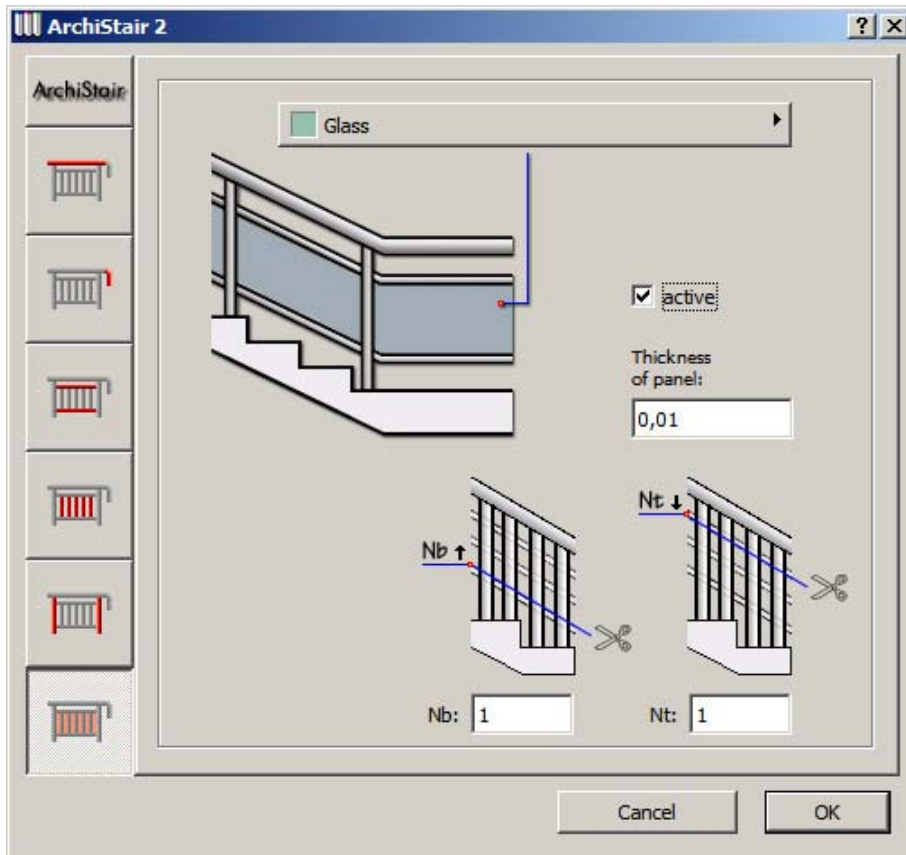 ArchiStair 2
ArchiStair
Glass
active
Thickness
of panel:
0,01
Nb
Nt
Nb: 1
Nt: 1
Cancel
OK